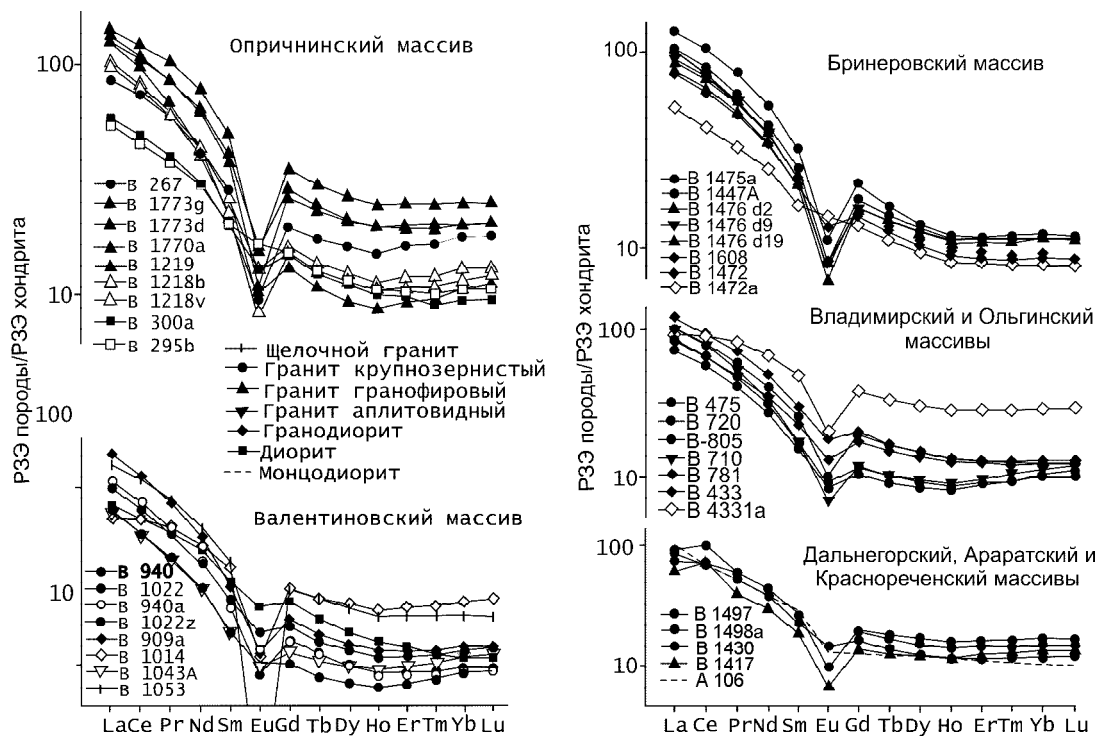 РЗЭ породы/РЗЭ хондрита
Опричнинский массив
100
10
В 267
В 1773g
В 1773d
В 1770a
В 1219
В 1218b
В 1218v
В 300a
В 295b
Щелочной гранит
Гранит крупнозернистый
Гранит гранофировый
Гранит аплитовидный
Гранодиорит
Диорит
Монцодиорит
100
10
Валентиновский массив
В 940
В 1022
В 940a
В 1022z
В 909a
В 1014
В 1043A
В 1053
La Ce Pr Nd Sm Eu Gd Tb Dy Ho Er Tm Yb Lu
РЗЭ породы/РЗЭ хондрита
Бринеровский массив
100
10
В 1475a
В 1447A
В 1476 d2
В 1476 d9
В 1476 d19
В 1608
В 1472
В 1472a
Владимирский и Ольгинский
массивы
100
10
В 475
В 720
В-805
В 710
В 781
В 433
В 4331a
Дальнегорский, Араратский и
Краснореченский массивы
100
10
В 1497
В 1498a
В 1430
В 1417
А 106
La Ce Pr Nd Sm Eu Gd Tb Dy Ho Er Tm Yb Lu